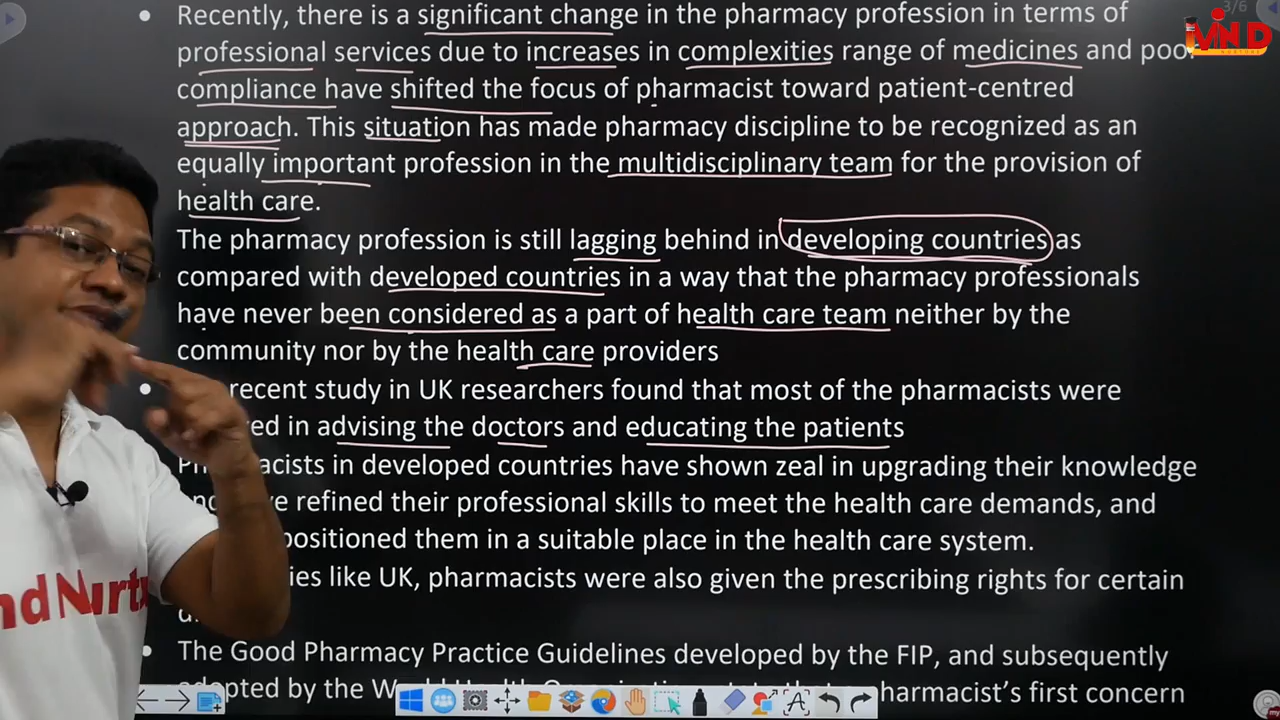 Recently, there is a significant change in the pharmacy profession in terms of
professional services due to increases in complexities range of medicines and poor
compliance have shifted the focus of pharmacist toward patient-centred
approach. This situation has made pharmacy discipline to be recognized as an
equally important profession in the multidisciplinary team for the provision of
health care.
The pharmacy profession is still lagging behind in developing countries as
compared with developed countries in a way that the pharmacy professionals
have never been considered as a part of health care team neither by the
community nor by the health care providers
recent study in UK researchers found that most of the pharmacists were
in advising the doctors and educating the patients
in developed countries have shown zeal in upgrading their knowledge
refined their professional skills to meet the health care demands, and
positioned them in a suitable place in the health care system.
like UK, pharmacists were also given the prescribing rights for certain
The Good Pharmacy Practice Guidelines developed by the FIP, and subsequently
by the pharmacist's first concern
3/6
MIND